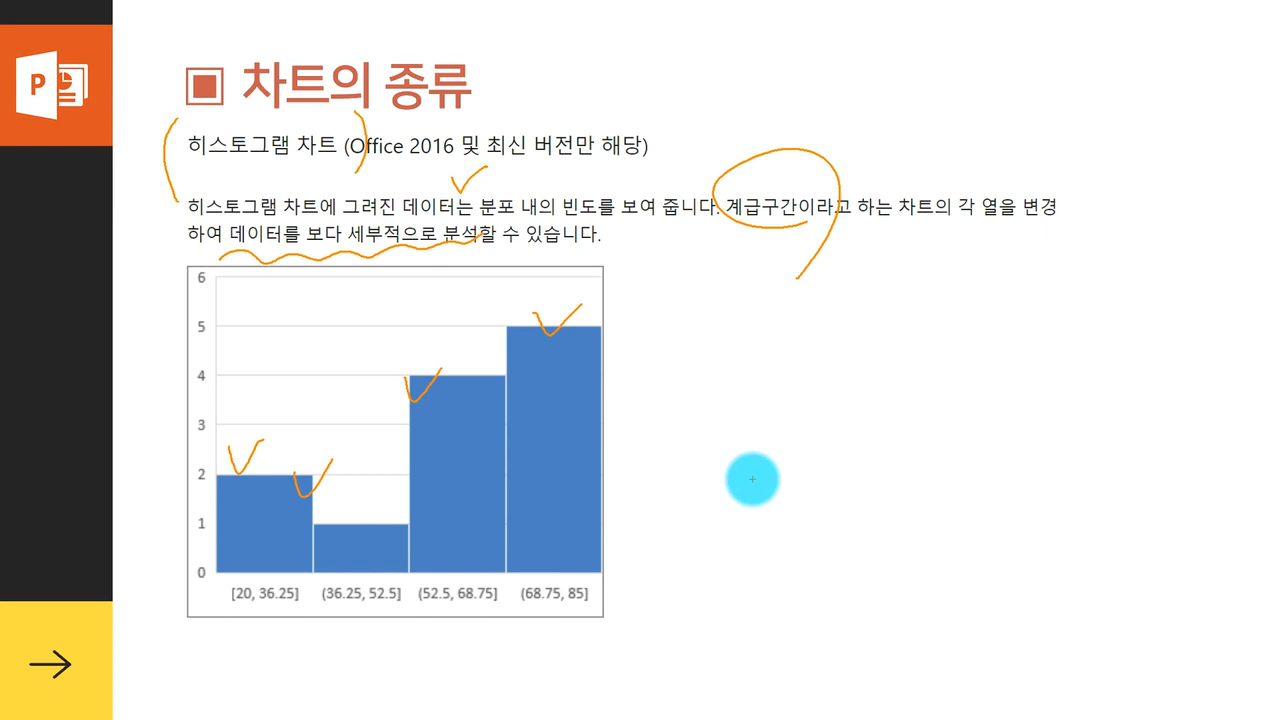 P
차트의 종류
히스토그램 차트 (Office 2016 및 최신 버전만 해당)
히스토그램 차트에 그려진 데이터는 분포 내의 빈도를 보여 줍니다. 계급구간이라고 하는 차트의 각 열을 변경
하여 데이터를 보다 세부적으로 분석할 수 있습니다.
6
5
4
3
2
1
0
[20, 36.25] (36.25, 52.5] (52.5, 68.75] (68.75, 85]